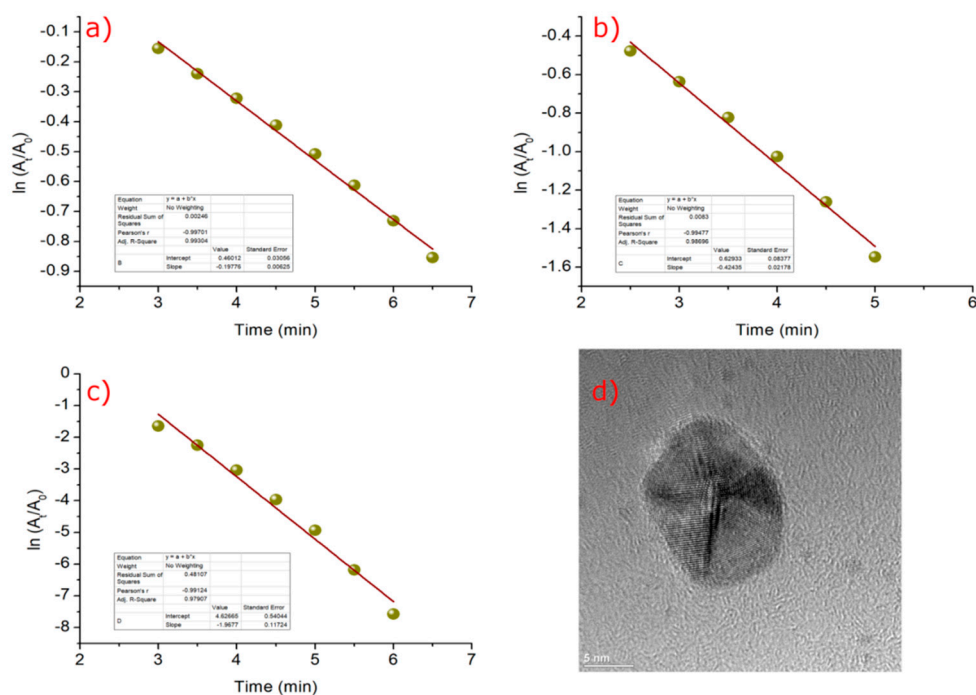 a)
-0.1
-0.2
-0.3
-0.4
-0.5
-0.6
-0.7
-0.8
-0.9
ln (At/A0)
Equation y = a + b*x
Weight No Weighting
Residual Sum of Squares 0.00246
Pearson's r -0.99701
Adj. R-Square 0.99304
Value Standard Error
B Intercept 0.46012 0.03056
Slope -0.19776 0.00625
2 3 4 5 6 7
Time (min)
b)
-0.4
-0.6
-0.8
-1.0
-1.2
-1.4
-1.6
ln (At/A0)
Equation y = a + b*x
Weight No Weighting
Residual Sum of Squares 0.0083
Pearson's r -0.99477
Adj. R-Square 0.98696
Value Standard Error
C Intercept 0.62933 0.08377
Slope -0.42435 0.02178
2 3 4 5 6
Time (min)
c)
0
-1
-2
-3
-4
-5
-6
-7
-8
ln (At/A0)
Equation y = a + b*x
Weight No Weighting
Residual Sum of Squares 0.48107
Pearson's r -0.99124
Adj. R-Square 0.97907
Value Standard Error
D Intercept 4.62665 0.54044
Slope -1.9677 0.11724
2 3 4 5 6 7
Time (min)
d)
5 nm